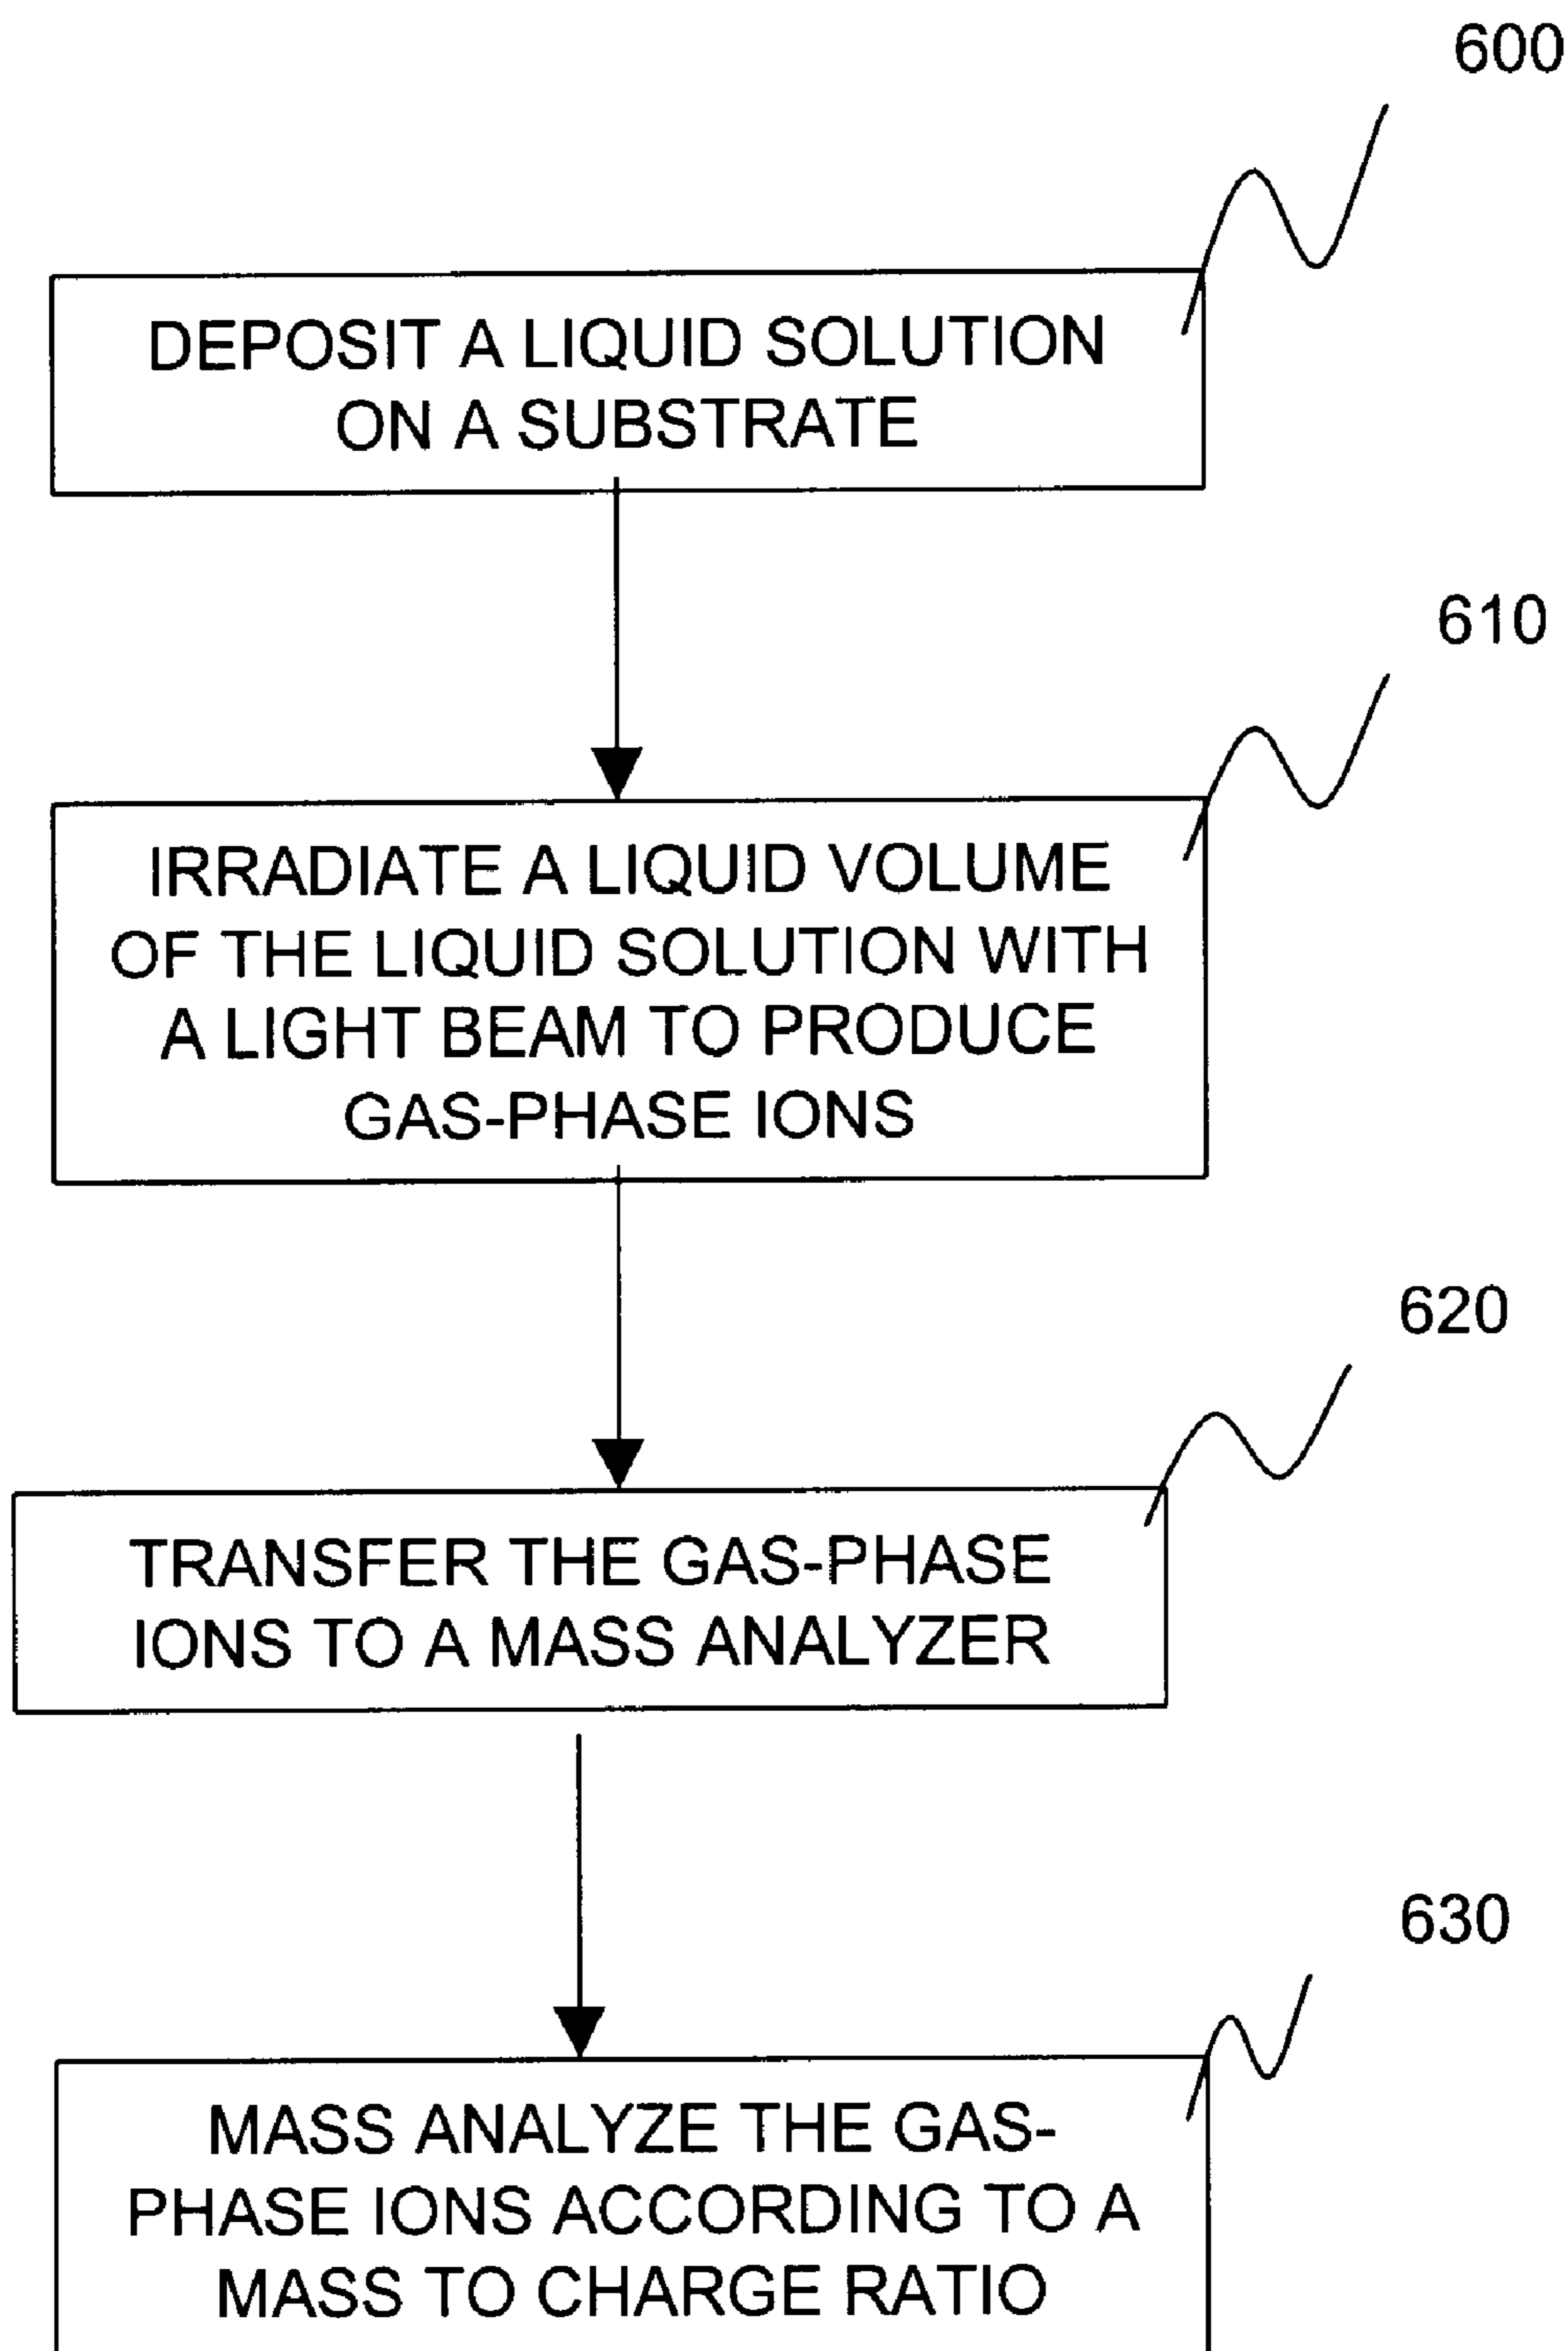 600
DEPOSIT A LIQUID SOLUTION
ON A SUBSTRATE
610
IRRADIATE A LIQUID VOLUME
OF THE LIQUID SOLUTION WITH
A LIGHT BEAM TO PRODUCE
GAS-PHASE IONS
620
TRANSFER THE GAS-PHASE
IONS TO A MASS ANALYZER
630
MASS ANALYZE THE GAS-
PHASE IONS ACCORDING TO A
MASS TO CHARGE RATIO